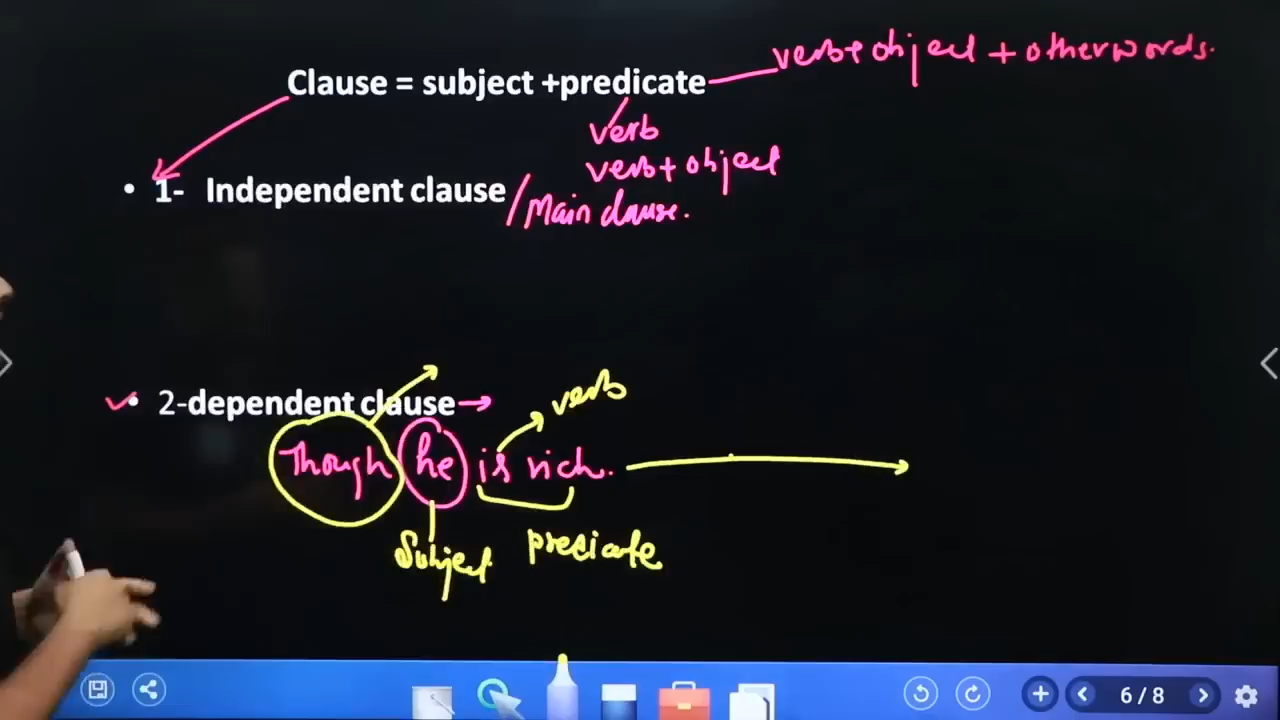 verb+object + otherwords.
Clause = subject +predicate
verb
verb+ object
• 1- Independent clause / Main clause.
• 2-dependent clause →
verb
Though he is rich.
Subject predicate
6 / 8